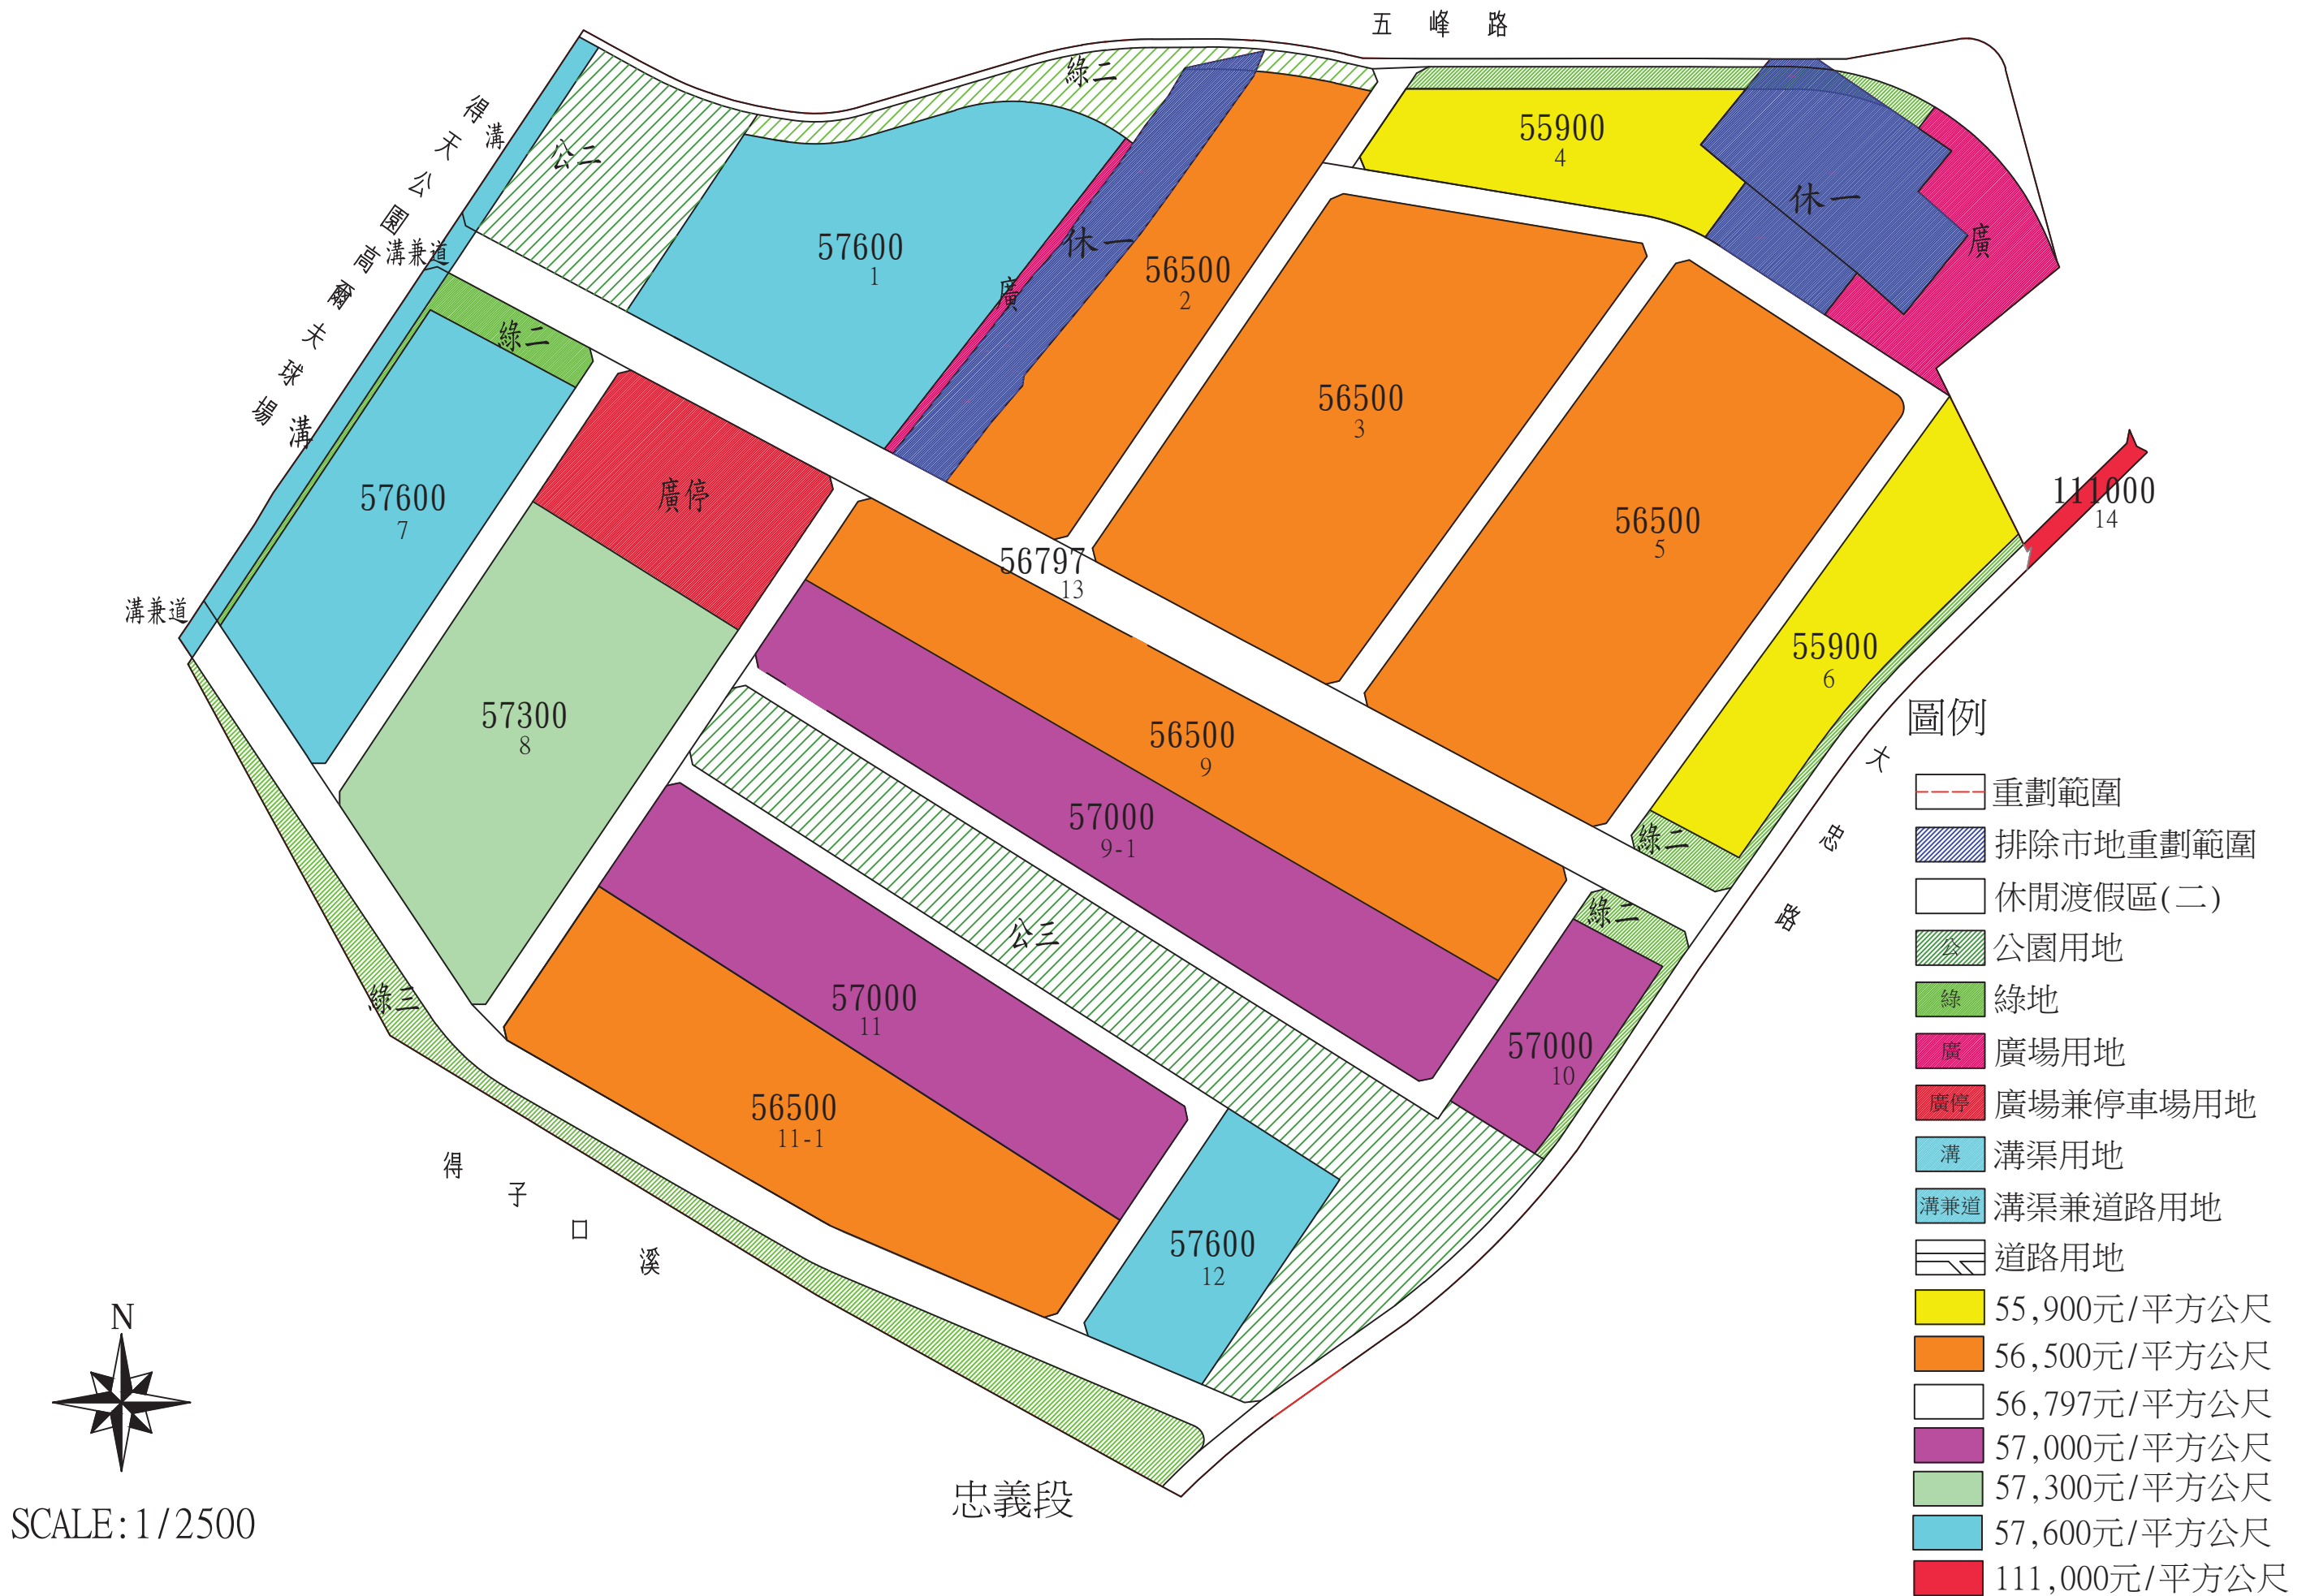 五峰路
綠二
得天公園高爾夫球場
溝
公二
55900
4
休一
廣
57600
1
休一
廣
56500
2
溝兼道
綠二
溝
56500
3
57600
7
廣停
56500
5
111000
14
56797
13
溝兼道
55900
6
57300
8
56500
9
57000
9-1
綠二
大忠路
綠二
公三
57000
10
綠三
57000
11
56500
11-1
得子口溪
57600
12
忠義段
N
SCALE:1/2500
圖例
重劃範圍
排除市地重劃範圍
休閒渡假區(二)
公 公園用地
綠 綠地
廣 廣場用地
廣停 廣場兼停車場用地
溝 溝渠用地
溝兼道 溝渠兼道路用地
道路用地
55,900元/平方公尺
56,500元/平方公尺
56,797元/平方公尺
57,000元/平方公尺
57,300元/平方公尺
57,600元/平方公尺
111,000元/平方公尺